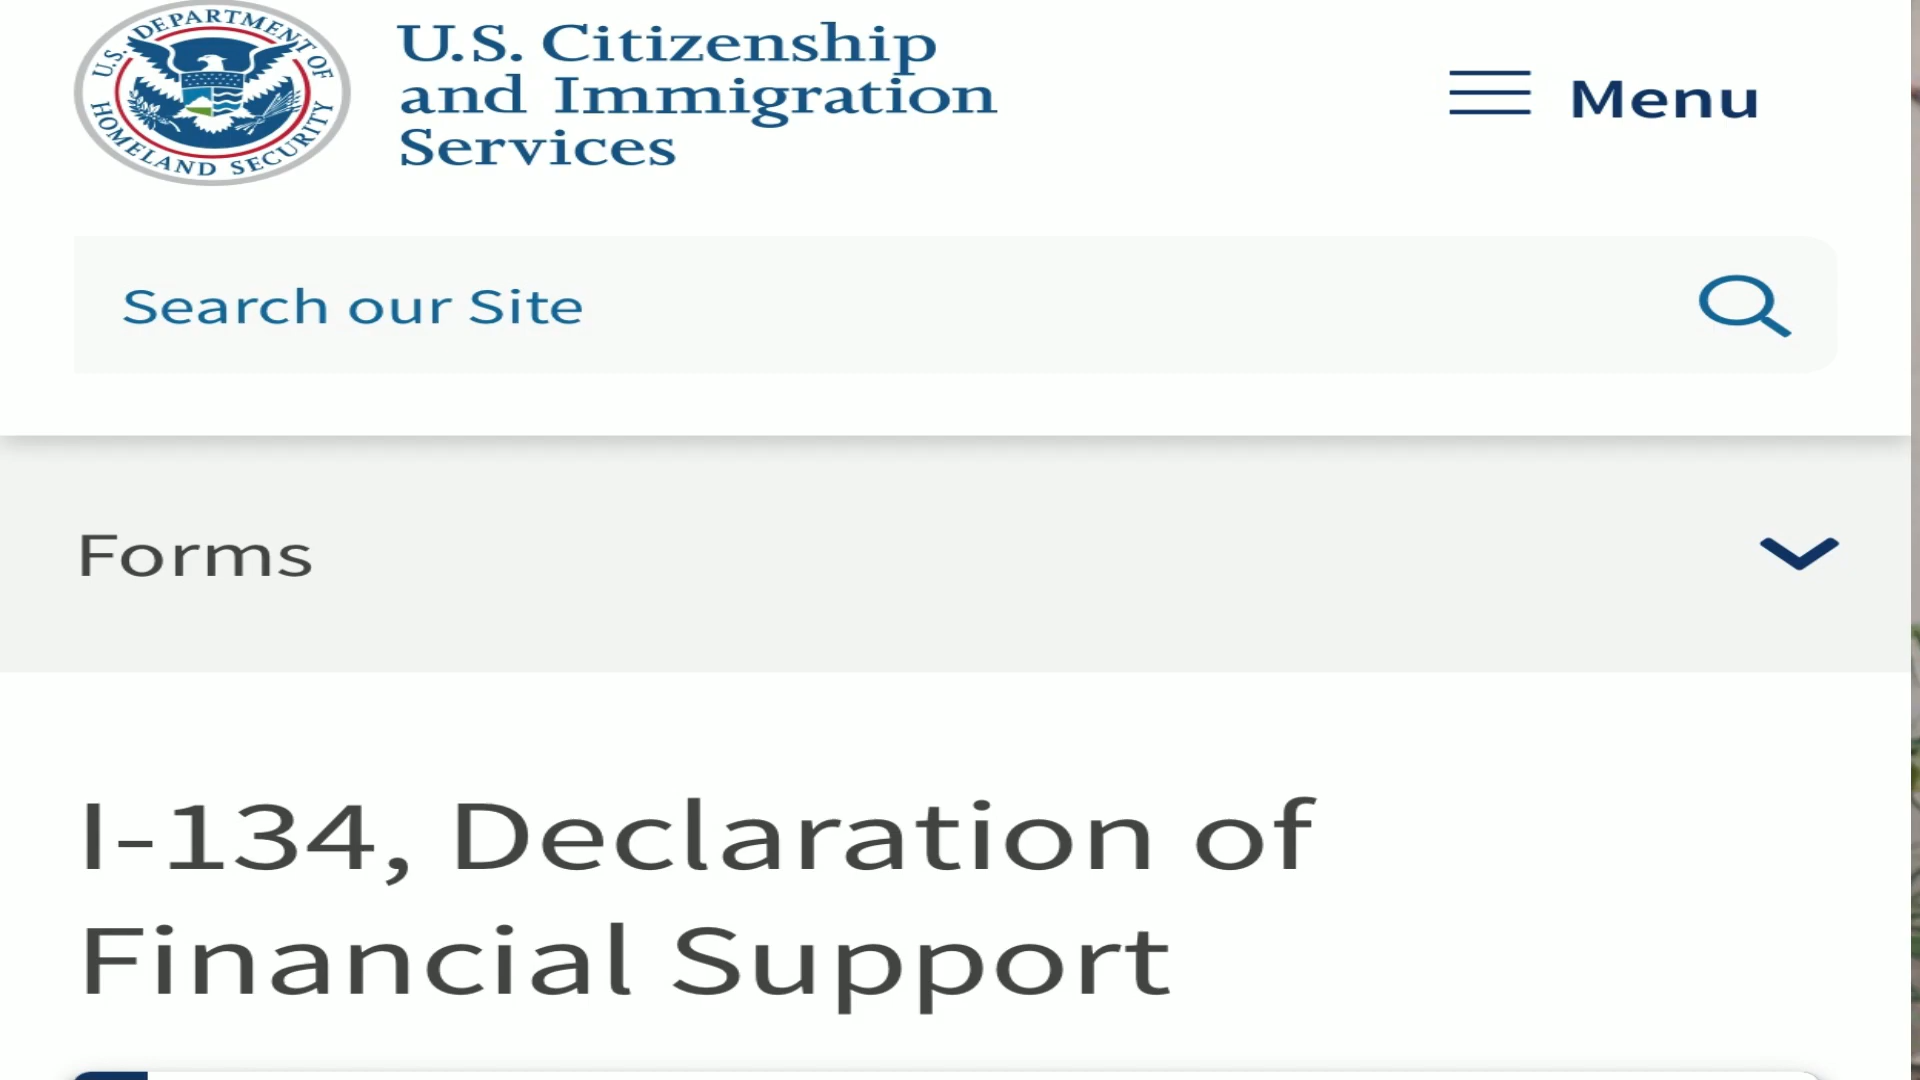 U.S. DEPARTMENT OF
HOMELAND SECURITY
U.S. Citizenship
and Immigration
Services
Menu
Search our Site
Forms
I-134, Declaration of
Financial Support